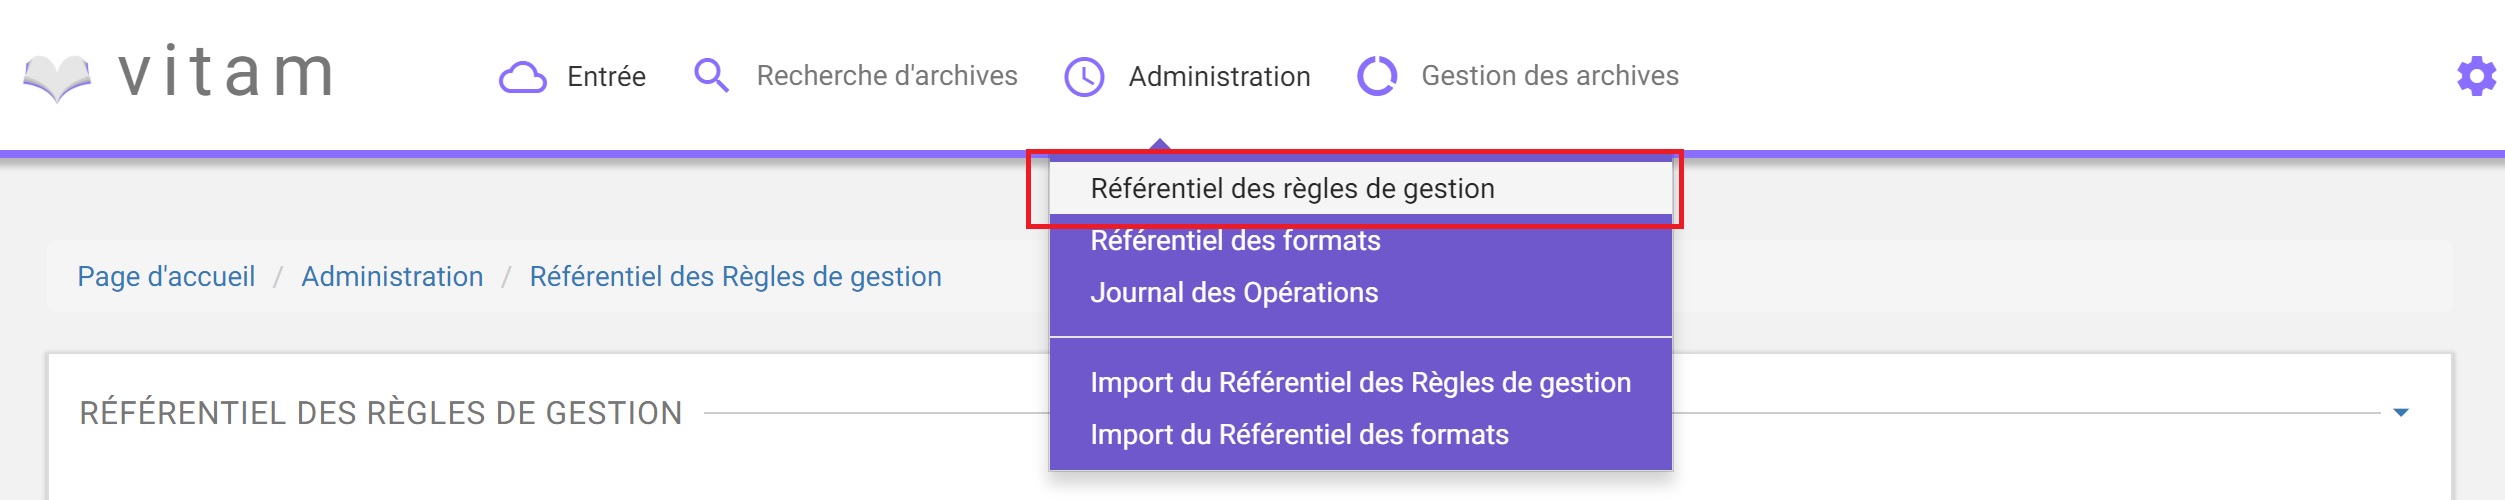 vitam
Entrée
Recherche d'archives
Administration
Gestion des archives
Référentiel des règles de gestion
Référentiel des formats
Journal des Opérations
Import du Référentiel des Règles de gestion
Import du Référentiel des formats
Page d'accueil / Administration / Référentiel des Règles de gestion
RÉFÉRENTIEL DES RÈGLES DE GESTION